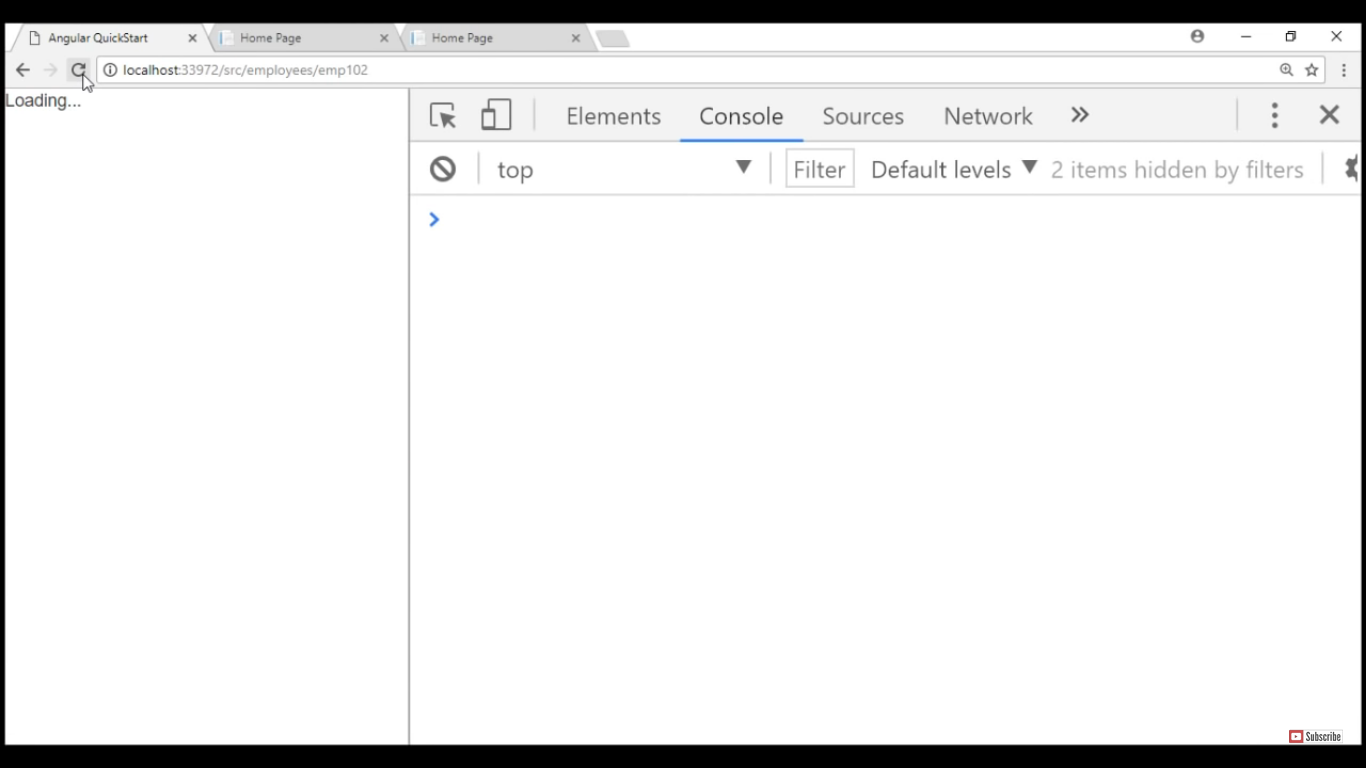 Angular QuickStart
Home Page
Home Page
localhost:33972/src/employees/emp102
Loading...
Elements Console Sources Network
top Filter Default levels 2 items hidden by filters
Subscribe